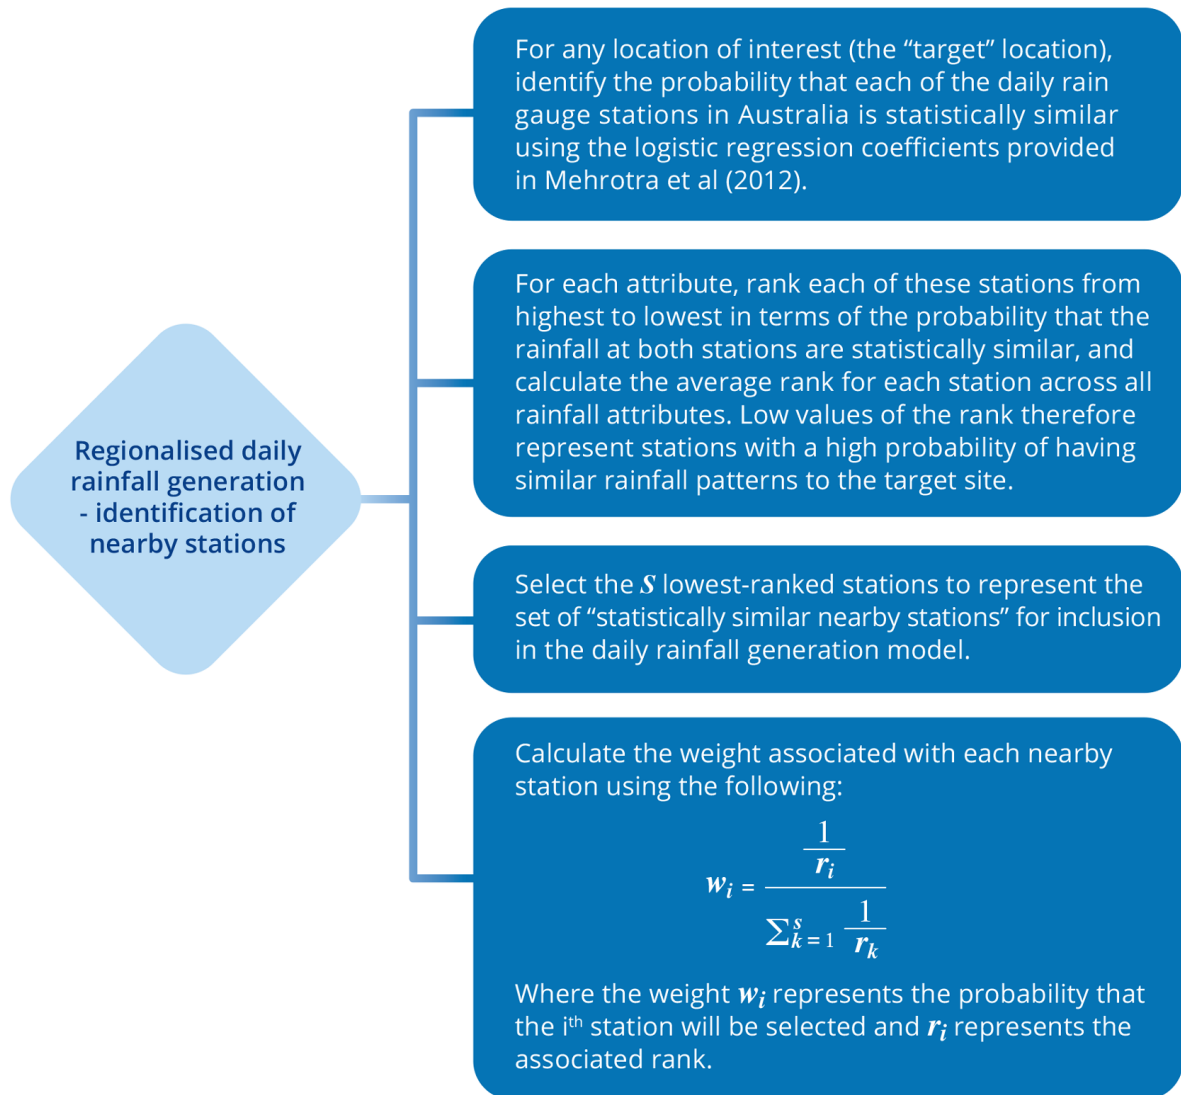 Regionalised daily
rainfall generation
- identification of
nearby stations
For any location of interest (the “target” location),
identify the probability that each of the daily rain
gauge stations in Australia is statistically similar
using the logistic regression coefficients provided
in Mehrotra et al (2012).
For each attribute, rank each of these stations from
highest to lowest in terms of the probability that the
rainfall at both stations are statistically similar, and
calculate the average rank for each station across all
rainfall attributes. Low values of the rank therefore
represent stations with a high probability of having
similar rainfall patterns to the target site.
Select the S lowest-ranked stations to represent the
set of “statistically similar nearby stations” for inclusion
in the daily rainfall generation model.
Calculate the weight associated with each nearby
station using the following:
w_i = (1/r_i) / (∑_{k=1}^{s} 1/r_k)
Where the weight w_i represents the probability that
the i^th station will be selected and r_i represents the
associated rank.